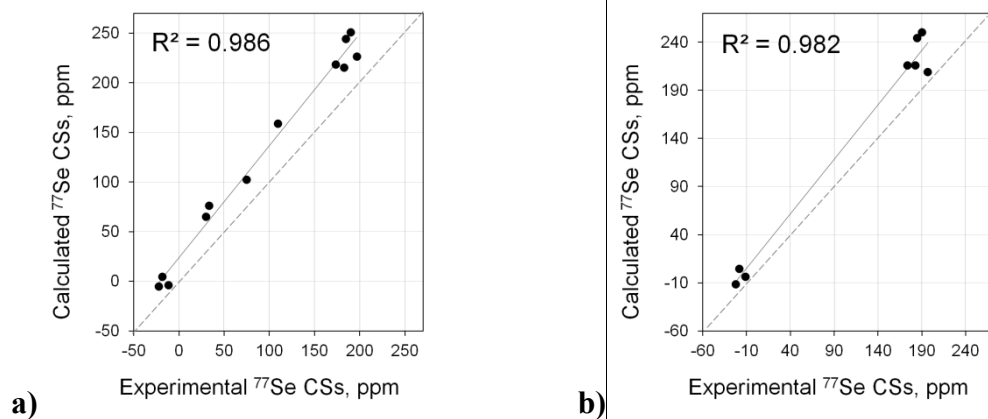 R² = 0.986
Calculated ⁷⁷Se CSs, ppm
250
200
150
100
50
0
-50
-50 0 50 100 150 200 250
Experimental ⁷⁷Se CSs, ppm
a)
R² = 0.982
Calculated ⁷⁷Se CSs, ppm
240
190
140
90
40
-10
-60
-60 -10 40 90 140 190 240
Experimental ⁷⁷Se CSs, ppm
b)